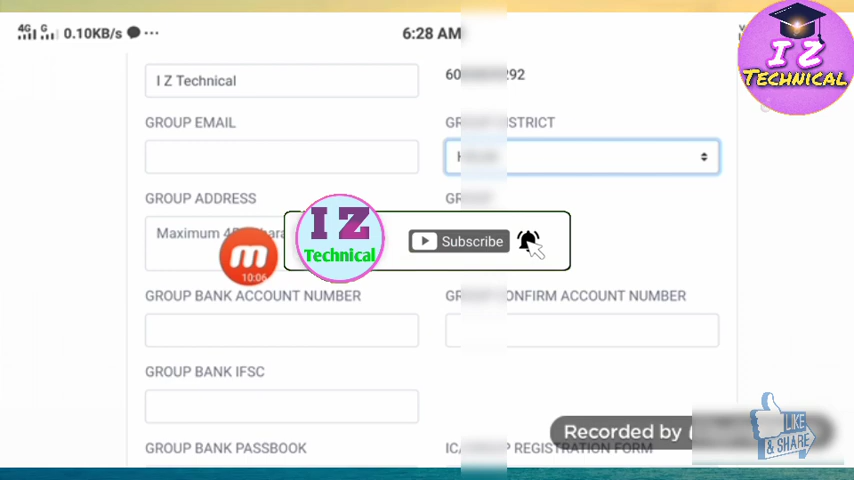 4G G 0.10KB/s ...
6:28 AM
I Z
TECHNICAL
I Z Technical
GROUP EMAIL
GROUP ADDRESS
Maximum
I Z
Technical
Subscribe
10:06
GROUP BANK ACCOUNT NUMBER
CONFIRM ACCOUNT NUMBER
GROUP BANK IFSC
Recorded by
LIKE
& SHARE
GROUP BANK PASSBOOK
REGISTRATION FORM